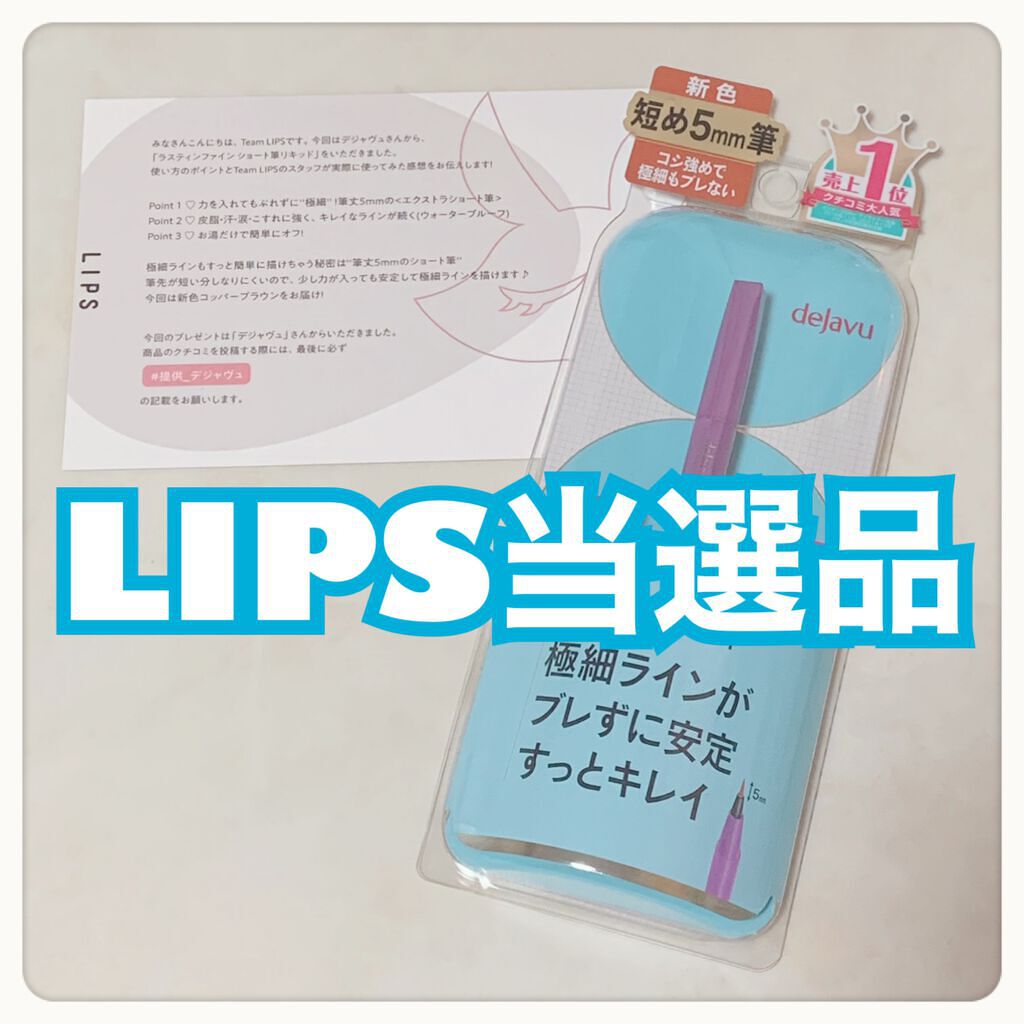 みなさんこんにちは、Team LIPSです。今回はデジャヴュさんから、
「ラスティンファイン ショート筆リキッド」をいただきました。
使い方のポイントとTeam LIPSのスタッフが実際に使ってみた感想をお伝えします!
Point 1 ♡ 力を入れてもぶれずに"極細"!筆丈5mmの<エクストラショート筆>
Point 2 ♡ 皮脂・汗・涙・こすれに強く、キレイなラインが続く(ウォータープルーフ)
Point 3 ♡ お湯だけで簡単にオフ!
極細ラインもすっと簡単に描けちゃう秘密は"筆丈5mmのショート筆"
筆先が短い分しなりにくいので、少し力が入っても安定して極細ラインを描けます♪
今回は新色コッパーブラウンをお届け!
今回のプレゼントは「デジャヴュ」さんからいただきました。
商品のクチコミを投稿する際には、最後に必ず
#提供_デジャヴュ
の記載をお願いします。
LIPS
新色
短め5mm筆
コシ強めで
極細もブレない
売上1位
クチコミ大人気
dejavu
LIPS当選品
極細ラインが
ブレずに安定
すっとキレイ
5mm